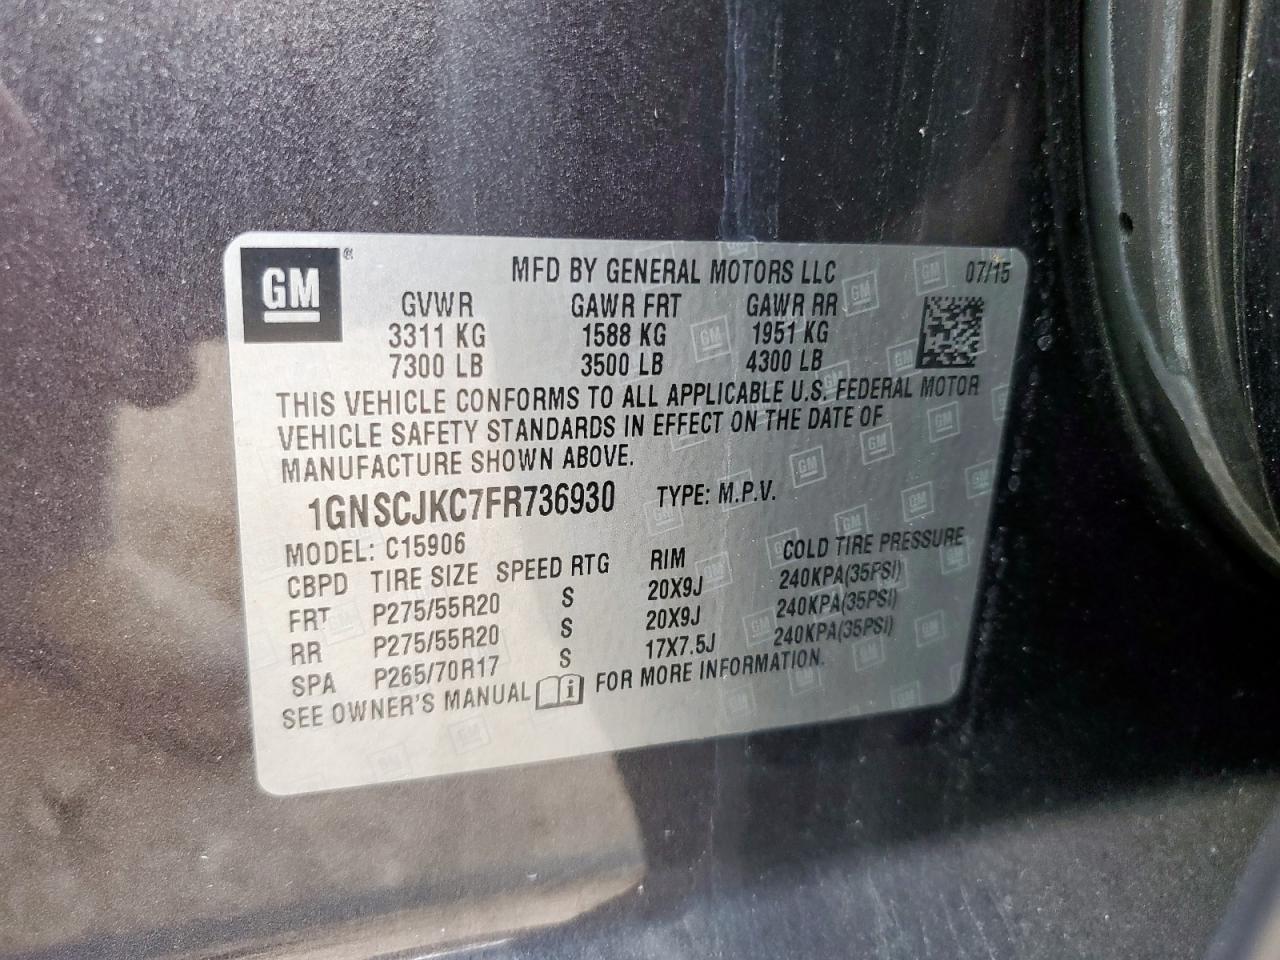 GM ®
MFD BY GENERAL MOTORS LLC 07/15
GVWR GAWR FRT GAWR RR
3311 KG 1588 KG 1951 KG
7300 LB 3500 LB 4300 LB
THIS VEHICLE CONFORMS TO ALL APPLICABLE U.S. FEDERAL MOTOR
VEHICLE SAFETY STANDARDS IN EFFECT ON THE DATE OF
MANUFACTURE SHOWN ABOVE.
1GNSCJKC7FR736930 TYPE: M.P.V.
MODEL: C15906
CBPD TIRE SIZE SPEED RTG RIM COLD TIRE PRESSURE
FRT P275/55R20 S 20X9J 240KPA(35PSI)
RR P275/55R20 S 20X9J 240KPA(35PSI)
SPA P265/70R17 S 17X7.5J 240KPA(35PSI)
SEE OWNER'S MANUAL i FOR MORE INFORMATION.